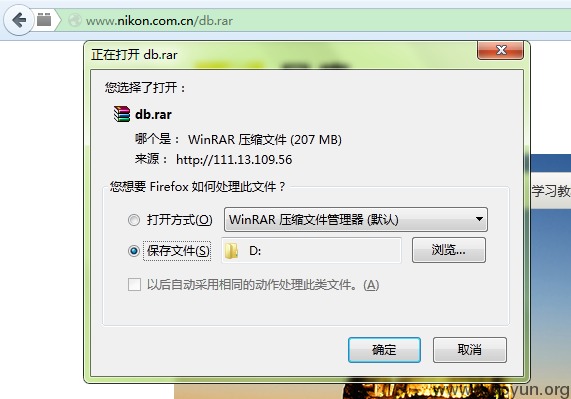 www.nikon.com.cn/db.rar
正在打开 db.rar
您选择了打开：
db.rar
哪个是： WinRAR 压缩文件 (207 MB)
来源： http://111.13.109.56
您想要 Firefox 如何处理此文件？
打开方式(O) WinRAR 压缩文件管理器 (默认)
保存文件(S) D: 浏览...
以后自动采用相同的动作处理此类文件。(A)
确定 取消
学习教
yun.org